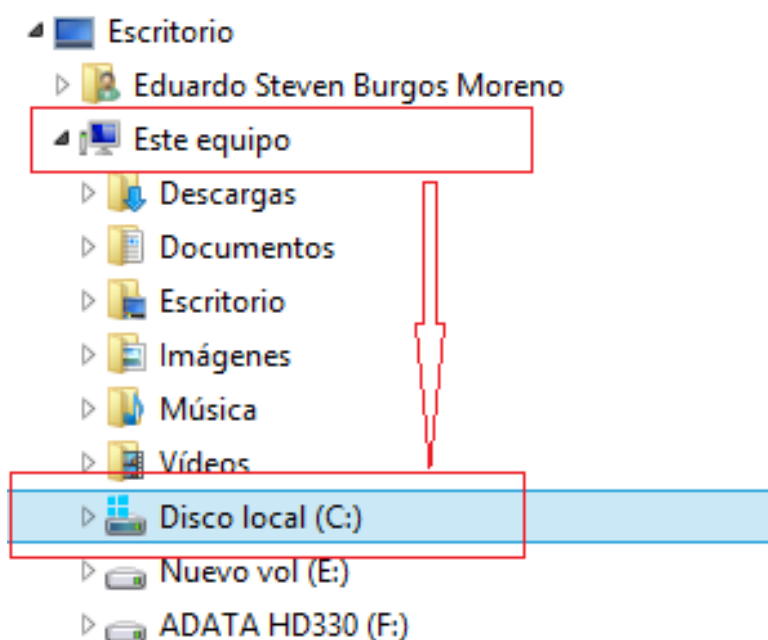 Escritorio
Eduardo Steven Burgos Moreno
Este equipo
Descargas
Documentos
Escritorio
Imágenes
Música
Vídeos
Disco local (C:)
Nuevo vol (E:)
ADATA HD330 (F:)